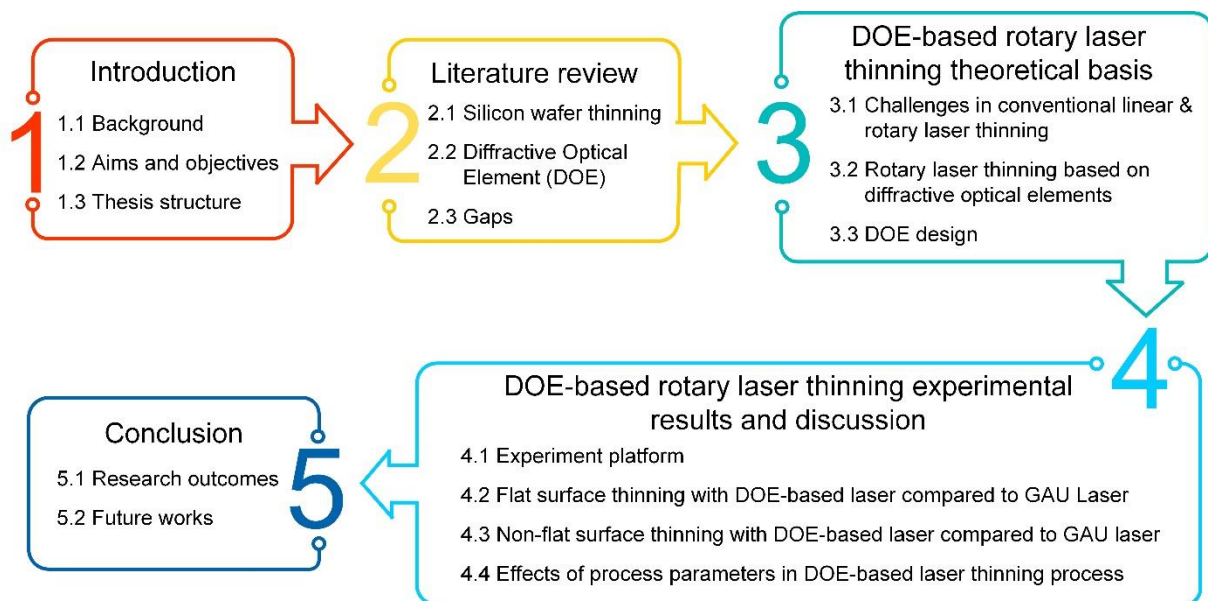 1
Introduction
1.1 Background
1.2 Aims and objectives
1.3 Thesis structure
2
Literature review
2.1 Silicon wafer thinning
2.2 Diffractive Optical
Element (DOE)
2.3 Gaps
3
DOE-based rotary laser
thinning theoretical basis
3.1 Challenges in conventional linear &
rotary laser thinning
3.2 Rotary laser thinning based on
diffractive optical elements
3.3 DOE design
4
DOE-based rotary laser thinning experimental
results and discussion
4.1 Experiment platform
4.2 Flat surface thinning with DOE-based laser compared to GAU Laser
4.3 Non-flat surface thinning with DOE-based laser compared to GAU laser
4.4 Effects of process parameters in DOE-based laser thinning process
5
Conclusion
5.1 Research outcomes
5.2 Future works